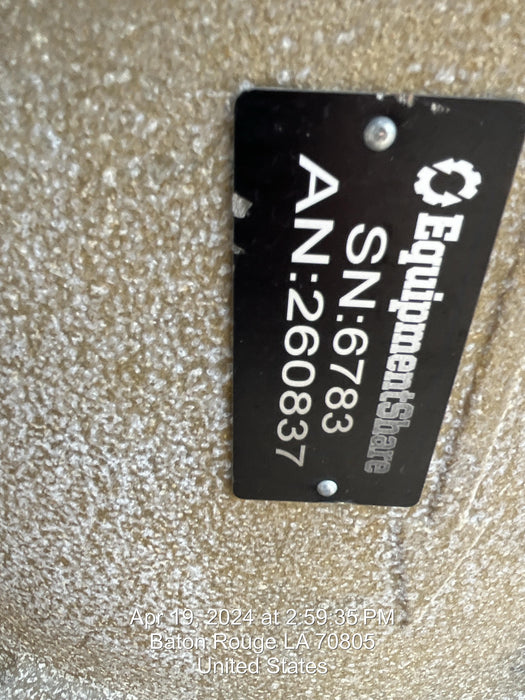 EquipmentShare
SN:6783
AN:260837
Apr 19, 2024 at 2:59:35 PM
Baton Rouge LA 70805
United States